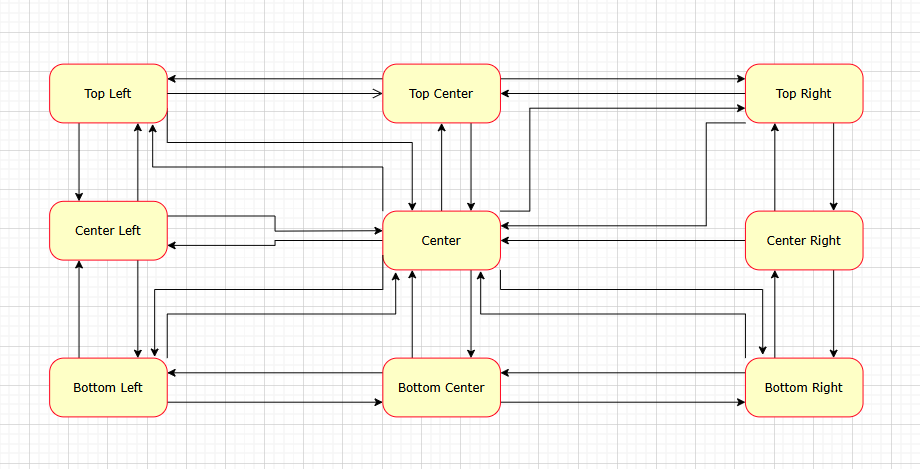 Top Left
Top Center
Top Right
Center Left
Center
Center Right
Bottom Left
Bottom Center
Bottom Right